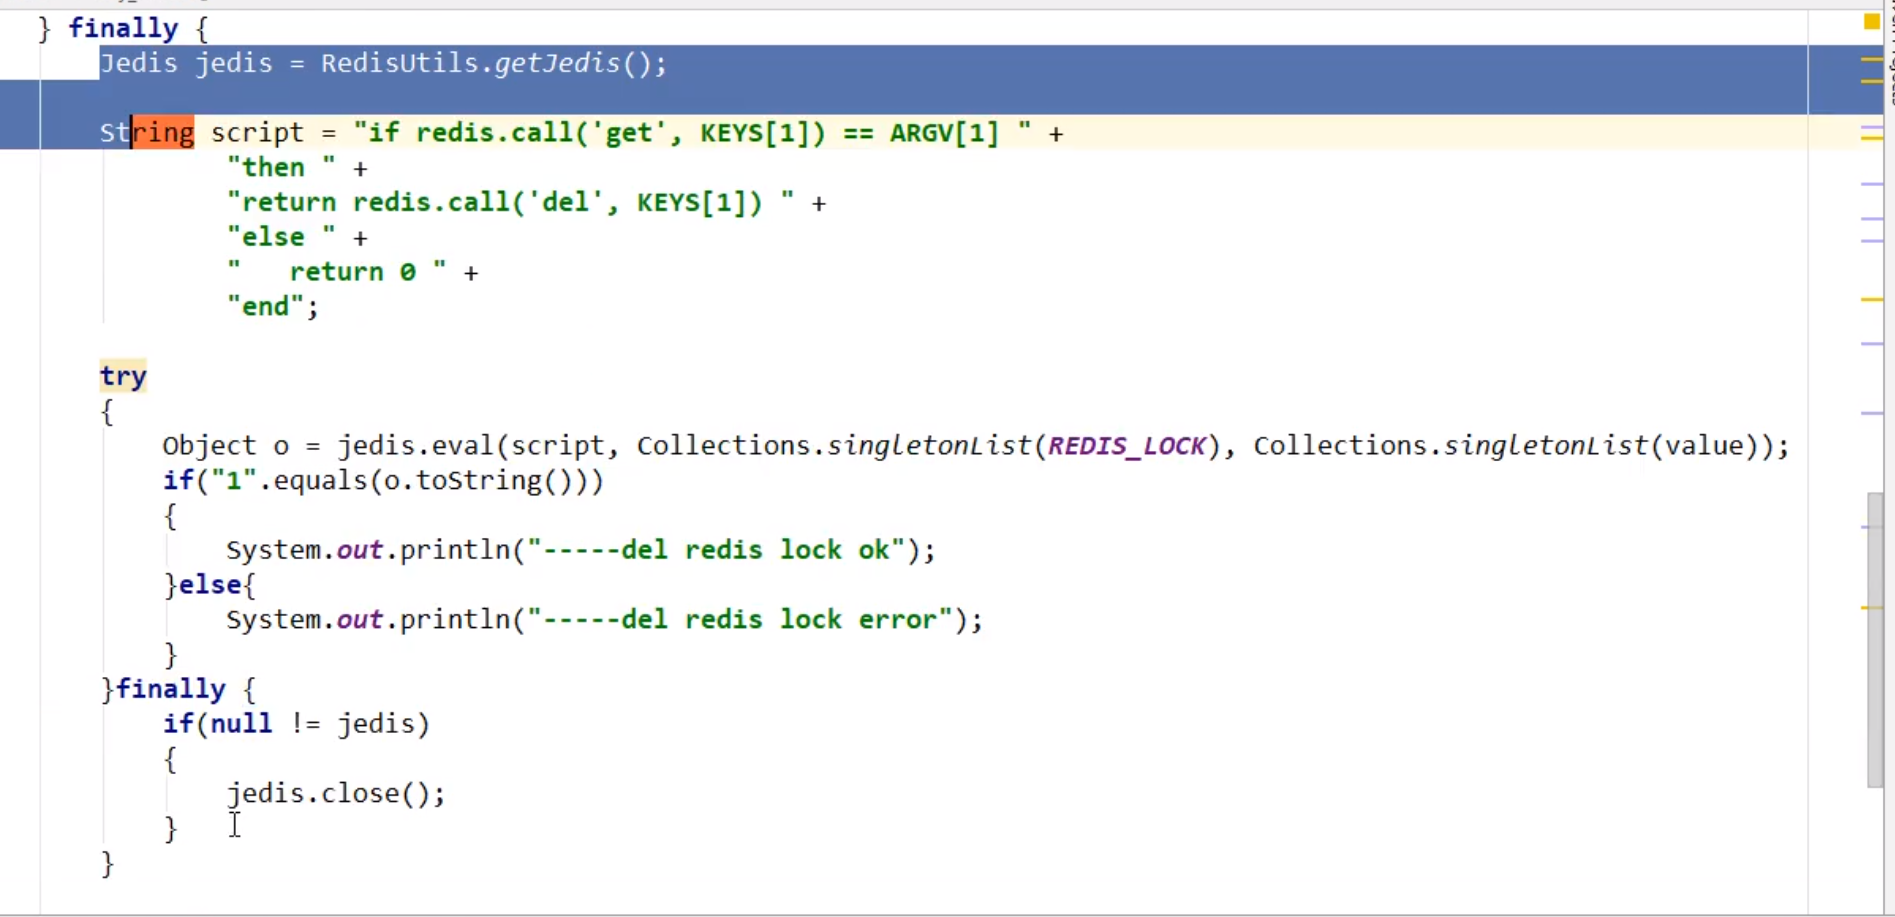 } finally {
Jedis jedis = RedisUtils.getJedis();
String script = "if redis.call('get', KEYS[1]) == ARGV[1] " +
"then " +
"return redis.call('del', KEYS[1]) " +
"else " +
"   return 0 " +
"end";
try
{
Object o = jedis.eval(script, Collections.singletonList(REDIS_LOCK), Collections.singletonList(value));
if("1".equals(o.toString()))
{
System.out.println("-----del redis lock ok");
}else{
System.out.println("-----del redis lock error");
}
}finally {
if(null != jedis)
{
jedis.close();
}
}